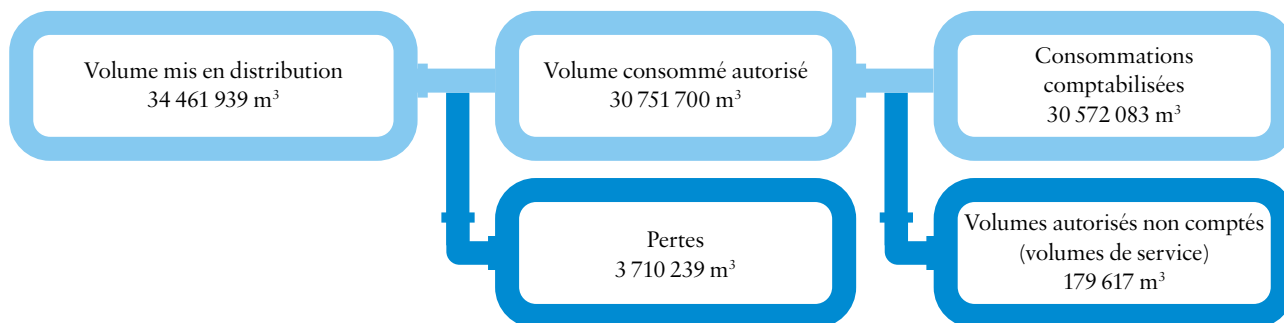 Volume mis en distribution
34 461 939 m³
Volume consommé autorisé
30 751 700 m³
Consommations
comptabilisées
30 572 083 m³
Pertes
3 710 239 m³
Volumes autorisés non comptés
(volumes de service)
179 617 m³